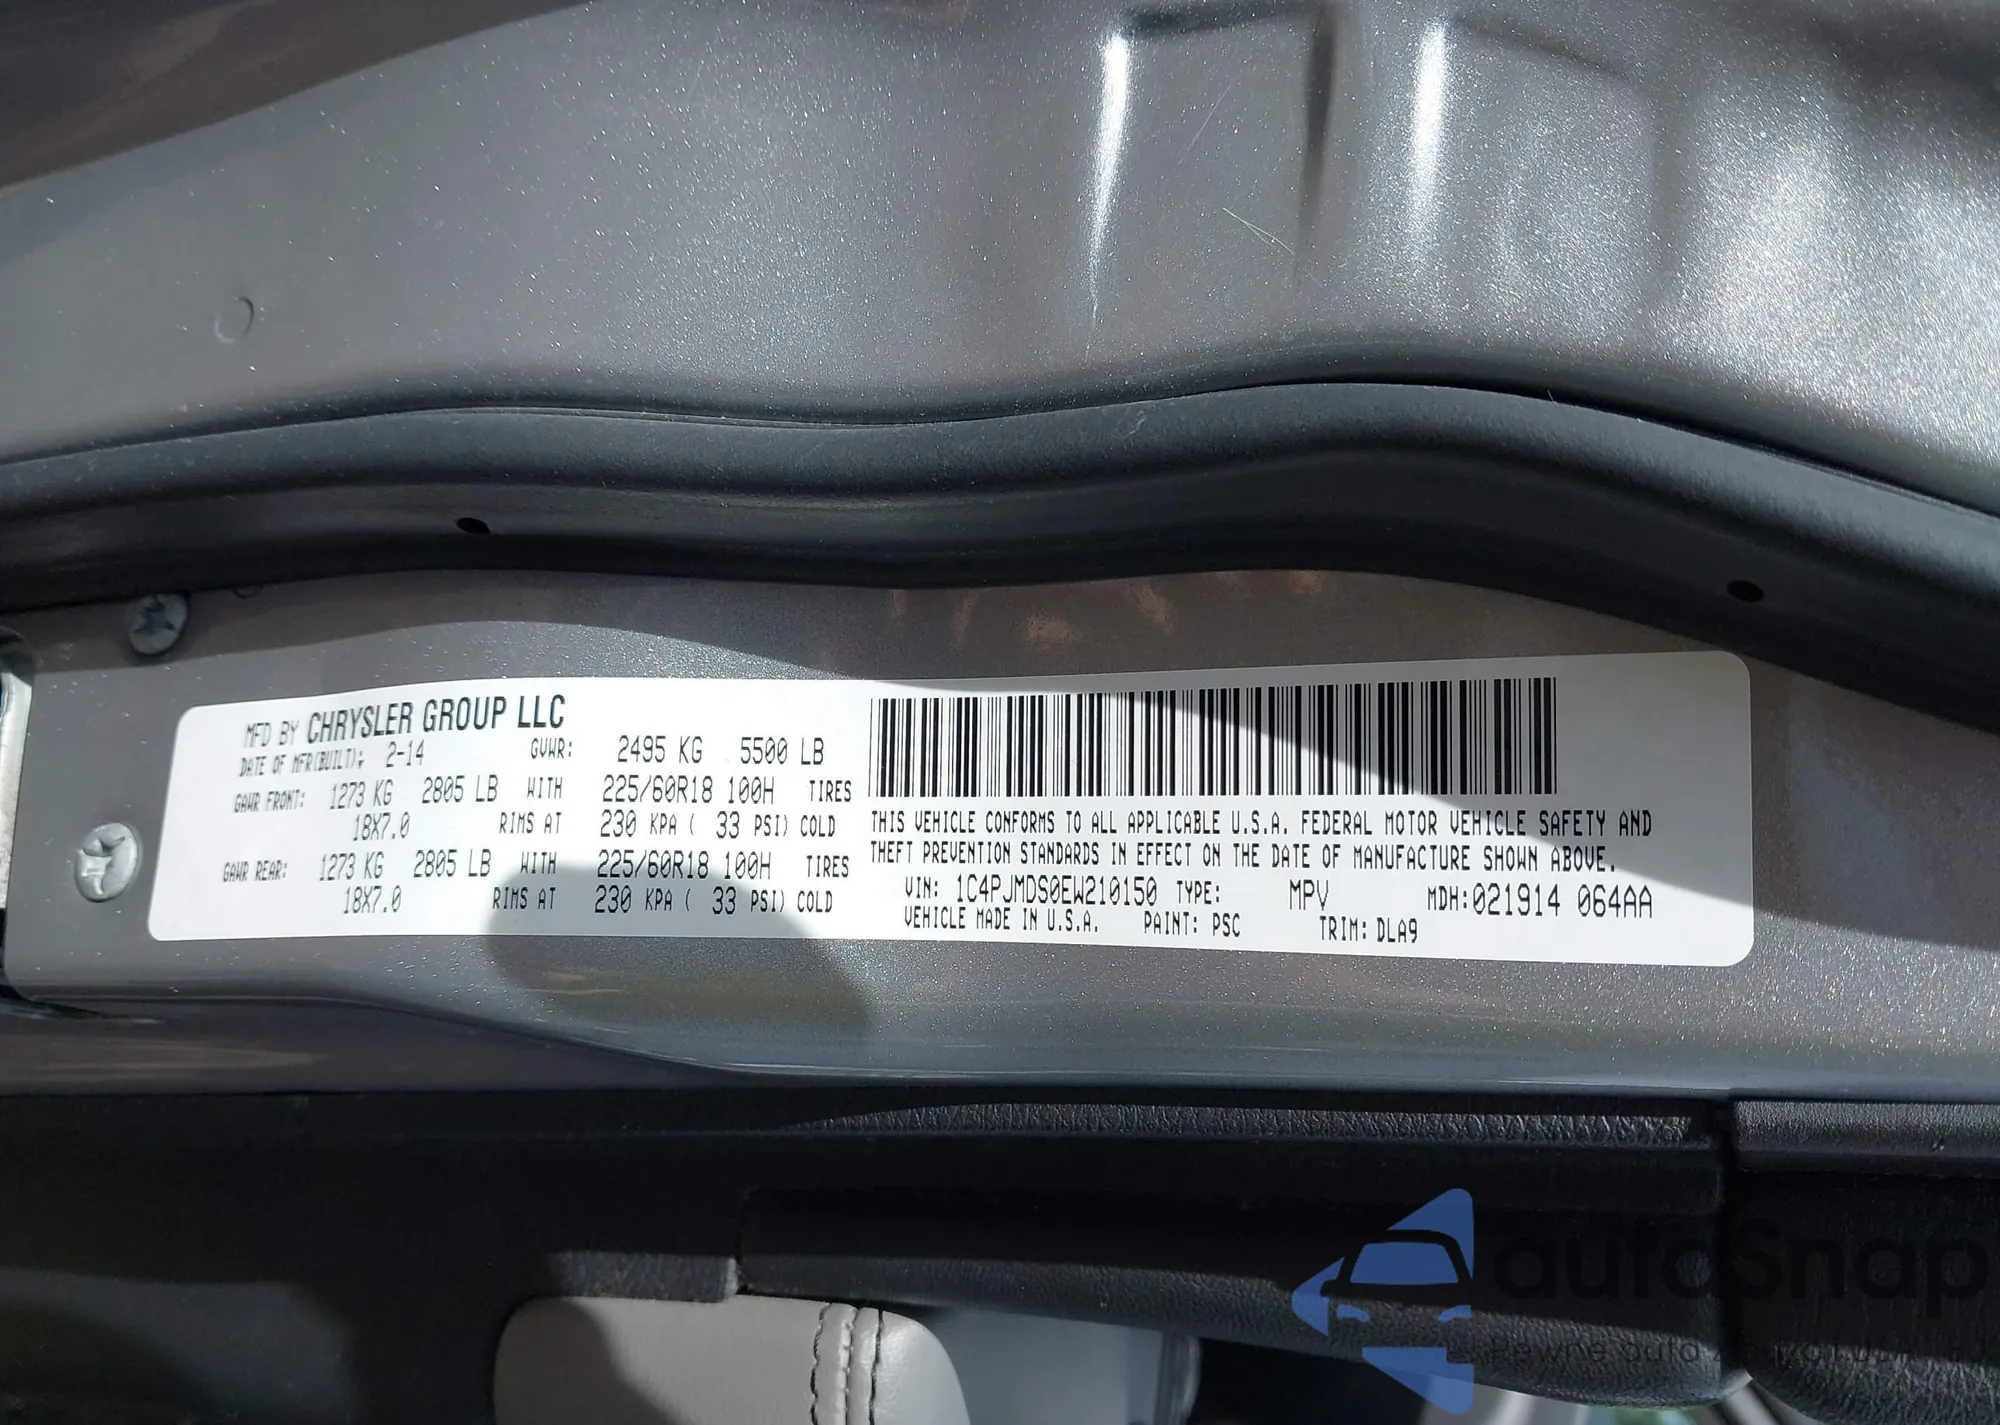 MFD BY CHRYSLER GROUP LLC
DATE OF MFR(BUILT): 2-14 GVWR: 2495 KG 5500 LB
GAWR FRONT: 1273 KG 2805 LB WITH 225/60R18 100H TIRES
18X7.0 RIMS AT 230 KPA ( 33 PSI) COLD
GAWR REAR: 1273 KG 2805 LB WITH 225/60R18 100H TIRES
18X7.0 RIMS AT 230 KPA ( 33 PSI) COLD
THIS VEHICLE CONFORMS TO ALL APPLICABLE U.S.A. FEDERAL MOTOR VEHICLE SAFETY AND
THEFT PREVENTION STANDARDS IN EFFECT ON THE DATE OF MANUFACTURE SHOWN ABOVE.
VIN: 1C4PJMDS0EW210150 TYPE: MPV MDH:021914 064AA
VEHICLE MADE IN U.S.A. PAINT: PSC TRIM: DLA9
autoSnap
Pewne auta